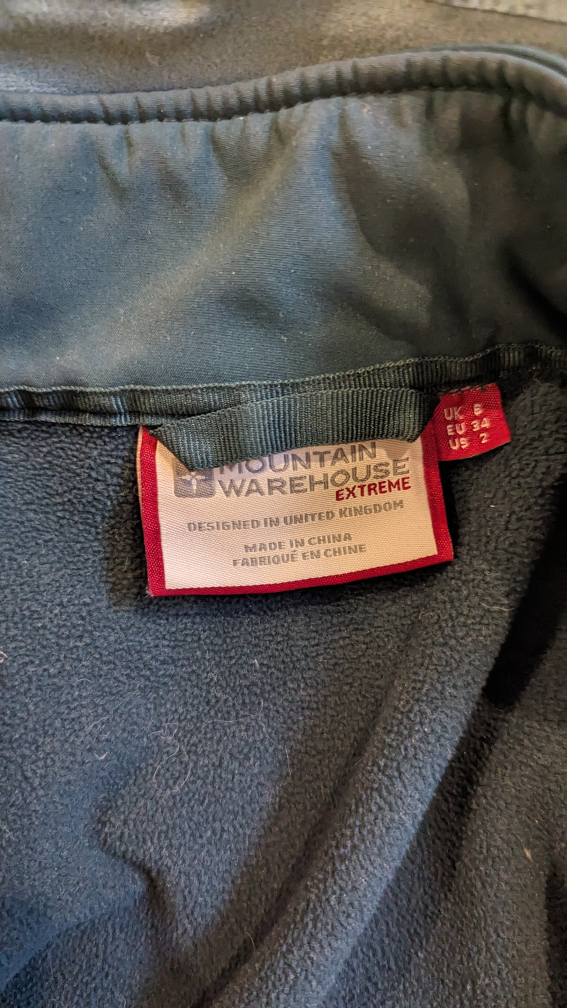 MOUNTAIN
WAREHOUSE
EXTREME
DESIGNED IN UNITED KINGDOM
MADE IN CHINA
FABRIQUÉ EN CHINE
UK 6
EU 34
US 2